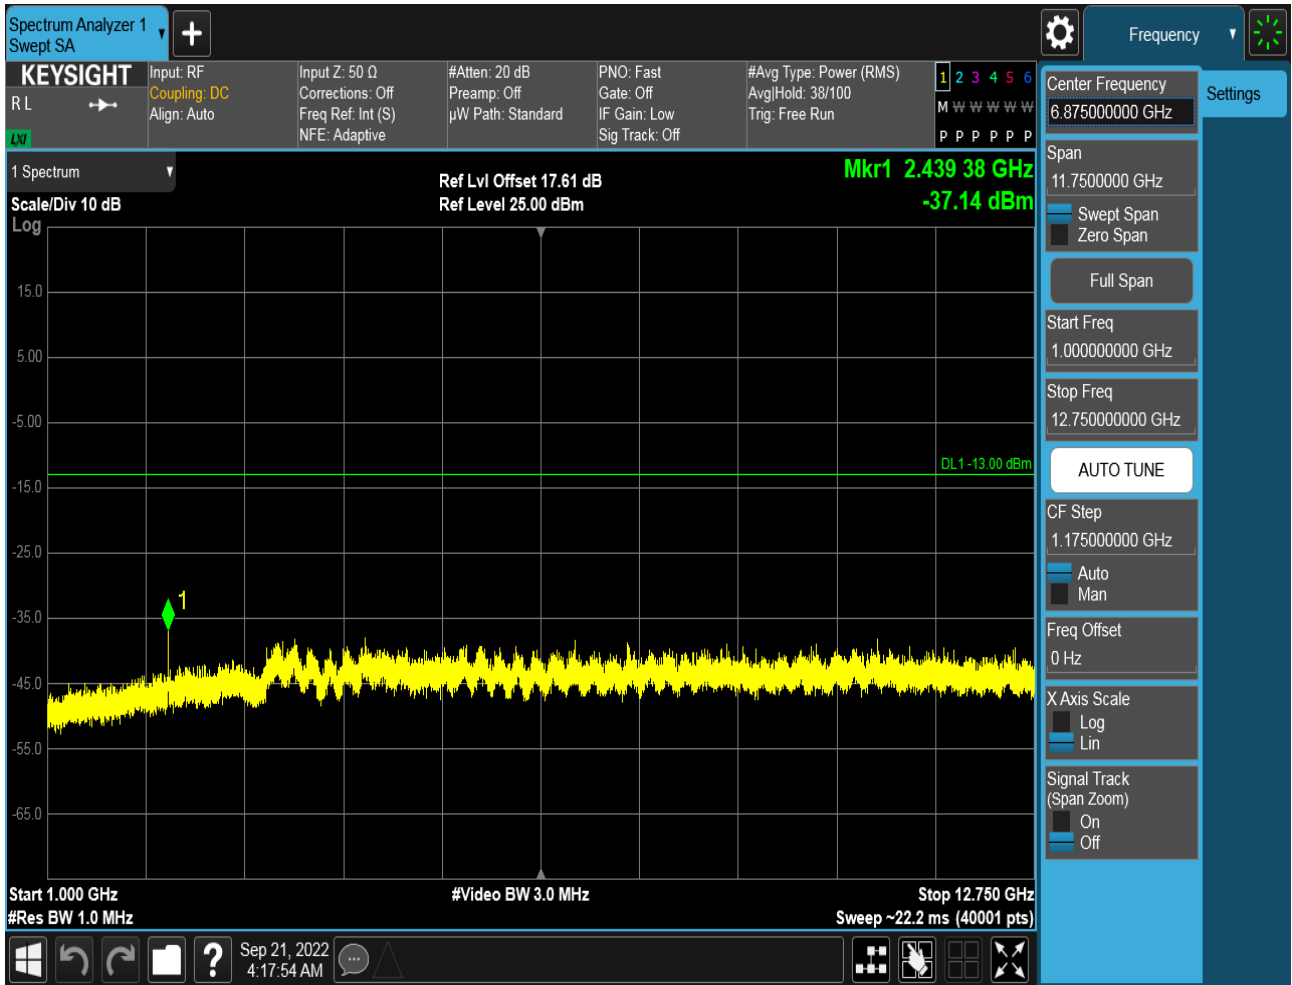 Spectrum Analyzer 1
Swept SA
Frequency
KEYSIGHT
R L
LXI
Input: RF
Coupling: DC
Align: Auto
Input Z: 50 Ω
Corrections: Off
Freq Ref: Int (S)
NFE: Adaptive
#Atten: 20 dB
Preamp: Off
µW Path: Standard
PNO: Fast
Gate: Off
IF Gain: Low
Sig Track: Off
#Avg Type: Power (RMS)
Avg|Hold: 38/100
Trig: Free Run
1 2 3 4 5 6
M W W W W W
P P P P P P
1 Spectrum
Scale/Div 10 dB
Log
Ref Lvl Offset 17.61 dB
Ref Level 25.00 dBm
Mkr1 2.439 38 GHz
-37.14 dBm
15.0
5.00
-5.00
-15.0
-25.0
-35.0
-45.0
-55.0
-65.0
DL1 -13.00 dBm
1
Start 1.000 GHz
#Res BW 1.0 MHz
#Video BW 3.0 MHz
Stop 12.750 GHz
Sweep ~22.2 ms (40001 pts)
Center Frequency
6.875000000 GHz
Settings
Span
11.7500000 GHz
Swept Span
Zero Span
Full Span
Start Freq
1.000000000 GHz
Stop Freq
12.750000000 GHz
AUTO TUNE
CF Step
1.175000000 GHz
Auto
Man
Freq Offset
0 Hz
X Axis Scale
Log
Lin
Signal Track
(Span Zoom)
On
Off
?
Sep 21, 2022
4:17:54 AM